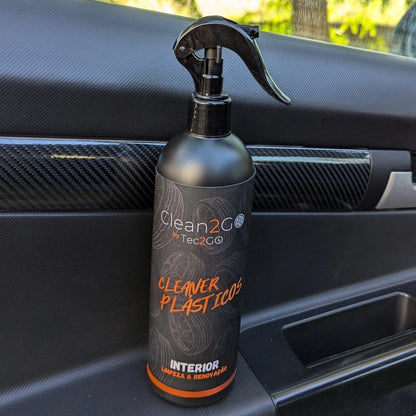 Clean2Go
by Tec2Go
CLEANER
PLÁSTICOS
INTERIOR
LIMPEZA & RENOVAÇÃO